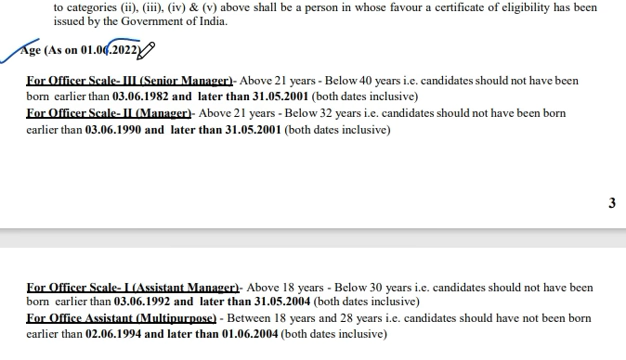 to categories (ii), (iii), (iv) & (v) above shall be a person in whose favour a certificate of eligibility has been
issued by the Government of India.
Age (As on 01.06.2022)
For Officer Scale- III (Senior Manager)- Above 21 years - Below 40 years i.e. candidates should not have been
born earlier than 03.06.1982 and later than 31.05.2001 (both dates inclusive)
For Officer Scale- II (Manager)- Above 21 years - Below 32 years i.e. candidates should not have been born
earlier than 03.06.1990 and later than 31.05.2001 (both dates inclusive)
3
For Officer Scale- I (Assistant Manager)- Above 18 years - Below 30 years i.e. candidates should not have been
born earlier than 03.06.1992 and later than 31.05.2004 (both dates inclusive)
For Office Assistant (Multipurpose) - Between 18 years and 28 years i.e. candidates should have not been born
earlier than 02.06.1994 and later than 01.06.2004 (both dates inclusive)